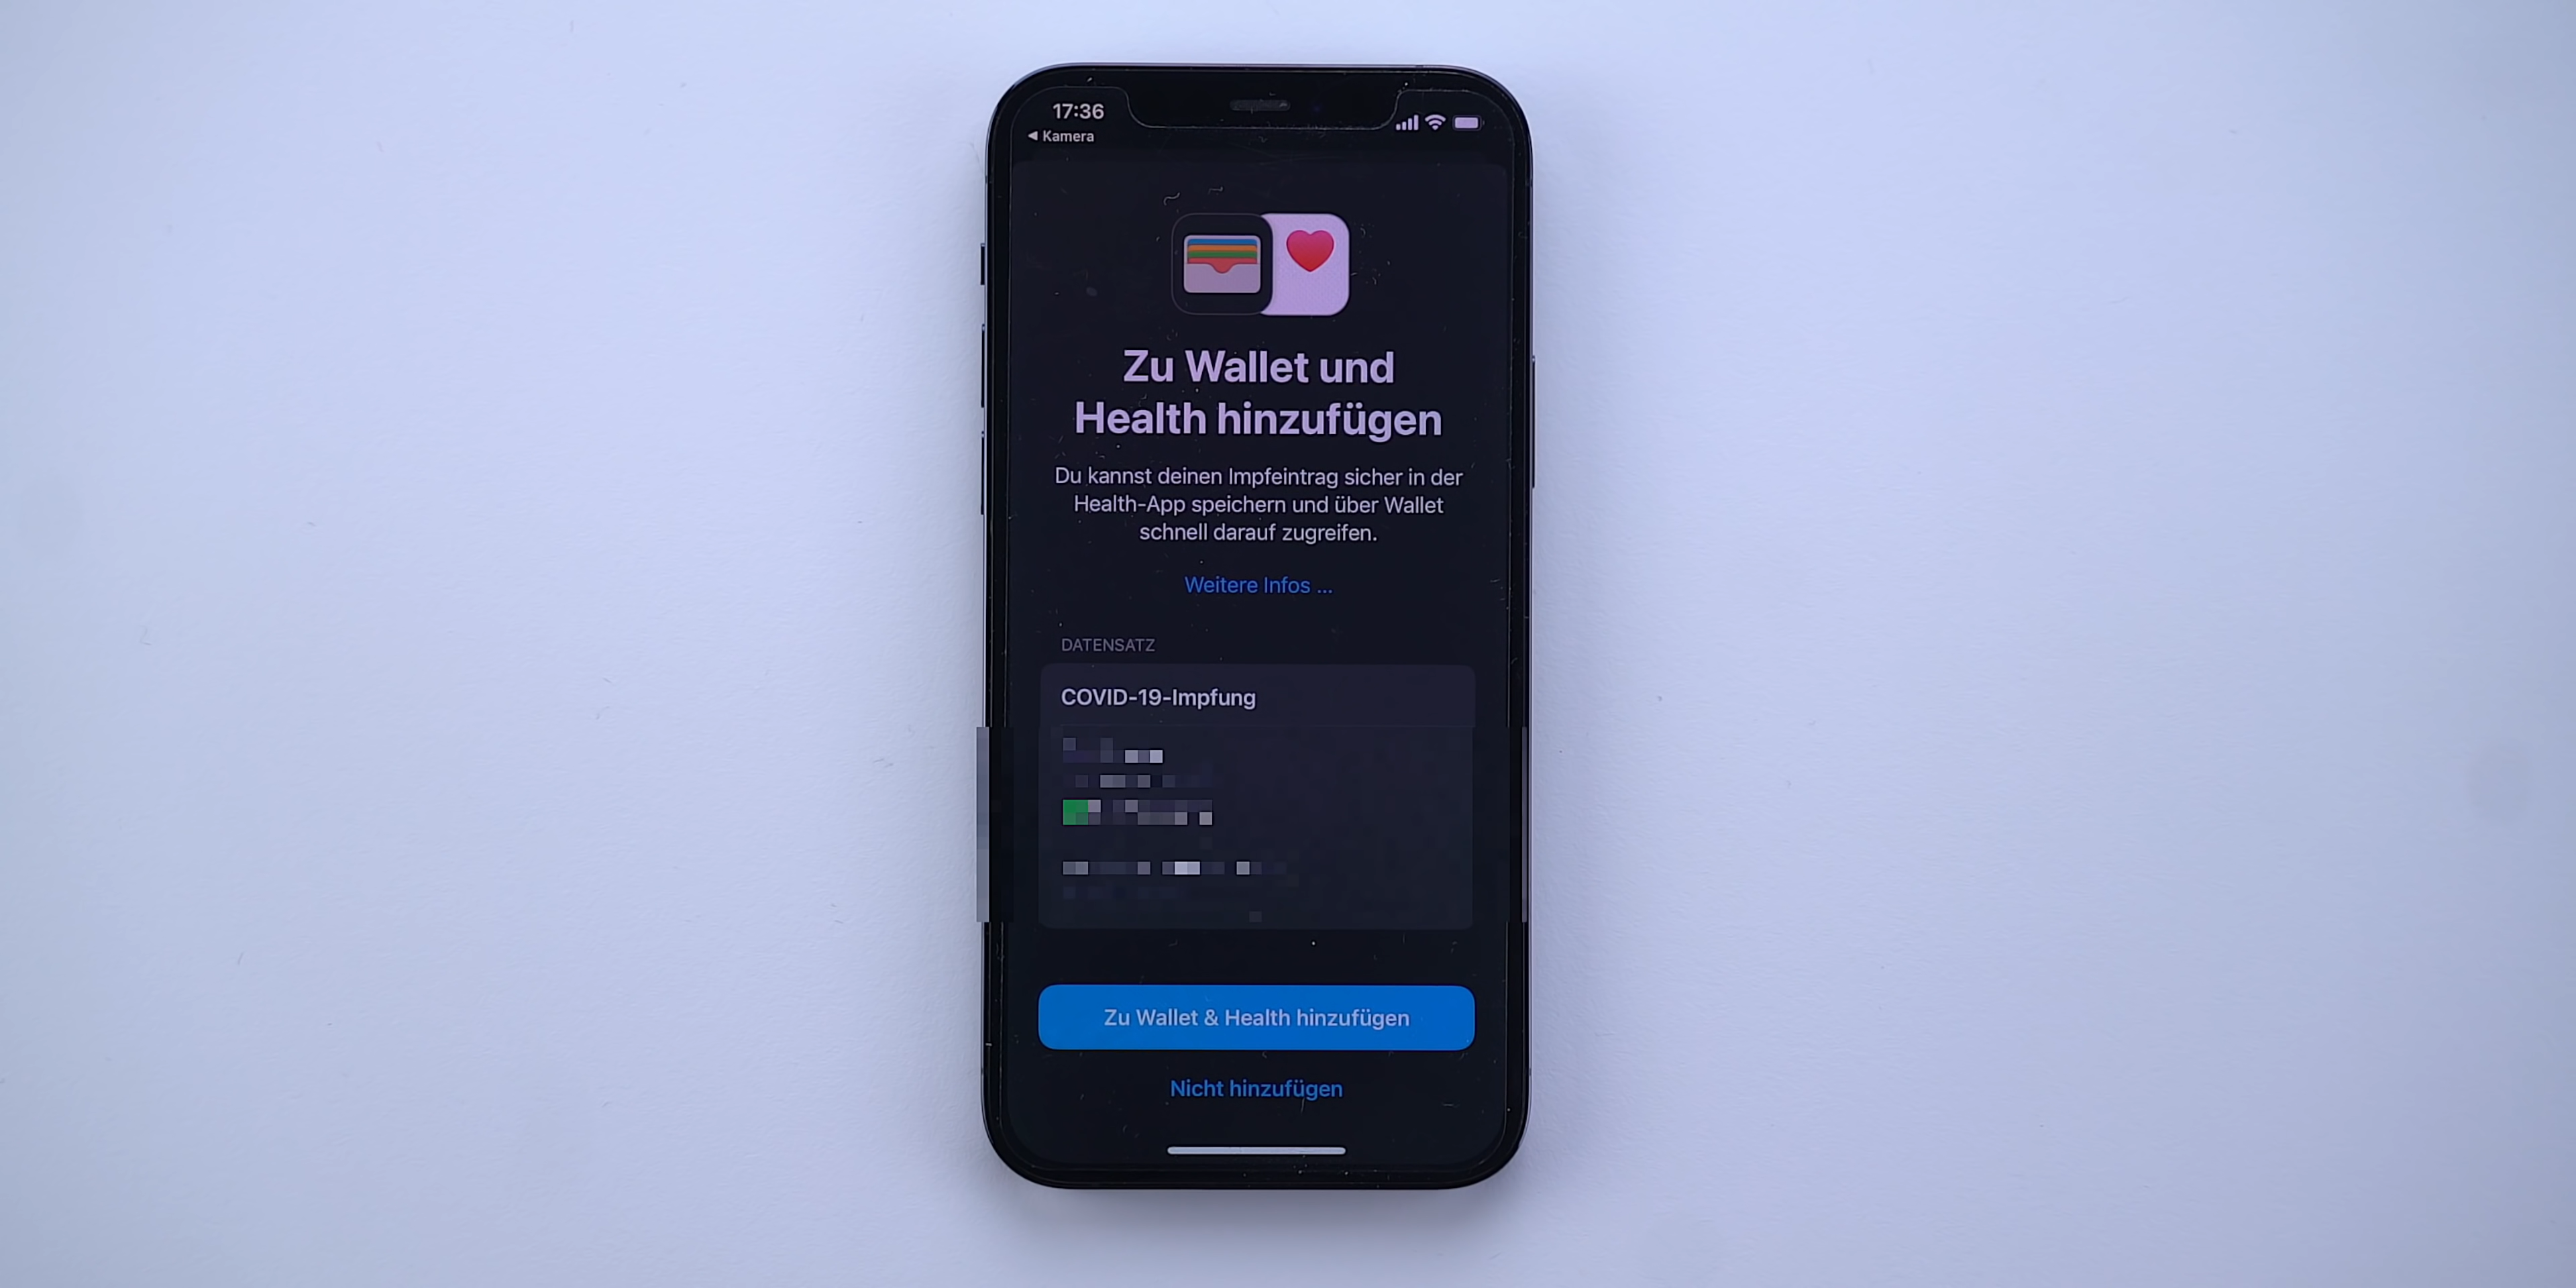 17:36
◀ Kamera
Zu Wallet und
Health hinzufügen
Du kannst deinen Impfeintrag sicher in der
Health-App speichern und über Wallet
schnell darauf zugreifen.
Weitere Infos ...
DATENSATZ
COVID-19-Impfung
Zu Wallet & Health hinzufügen
Nicht hinzufügen